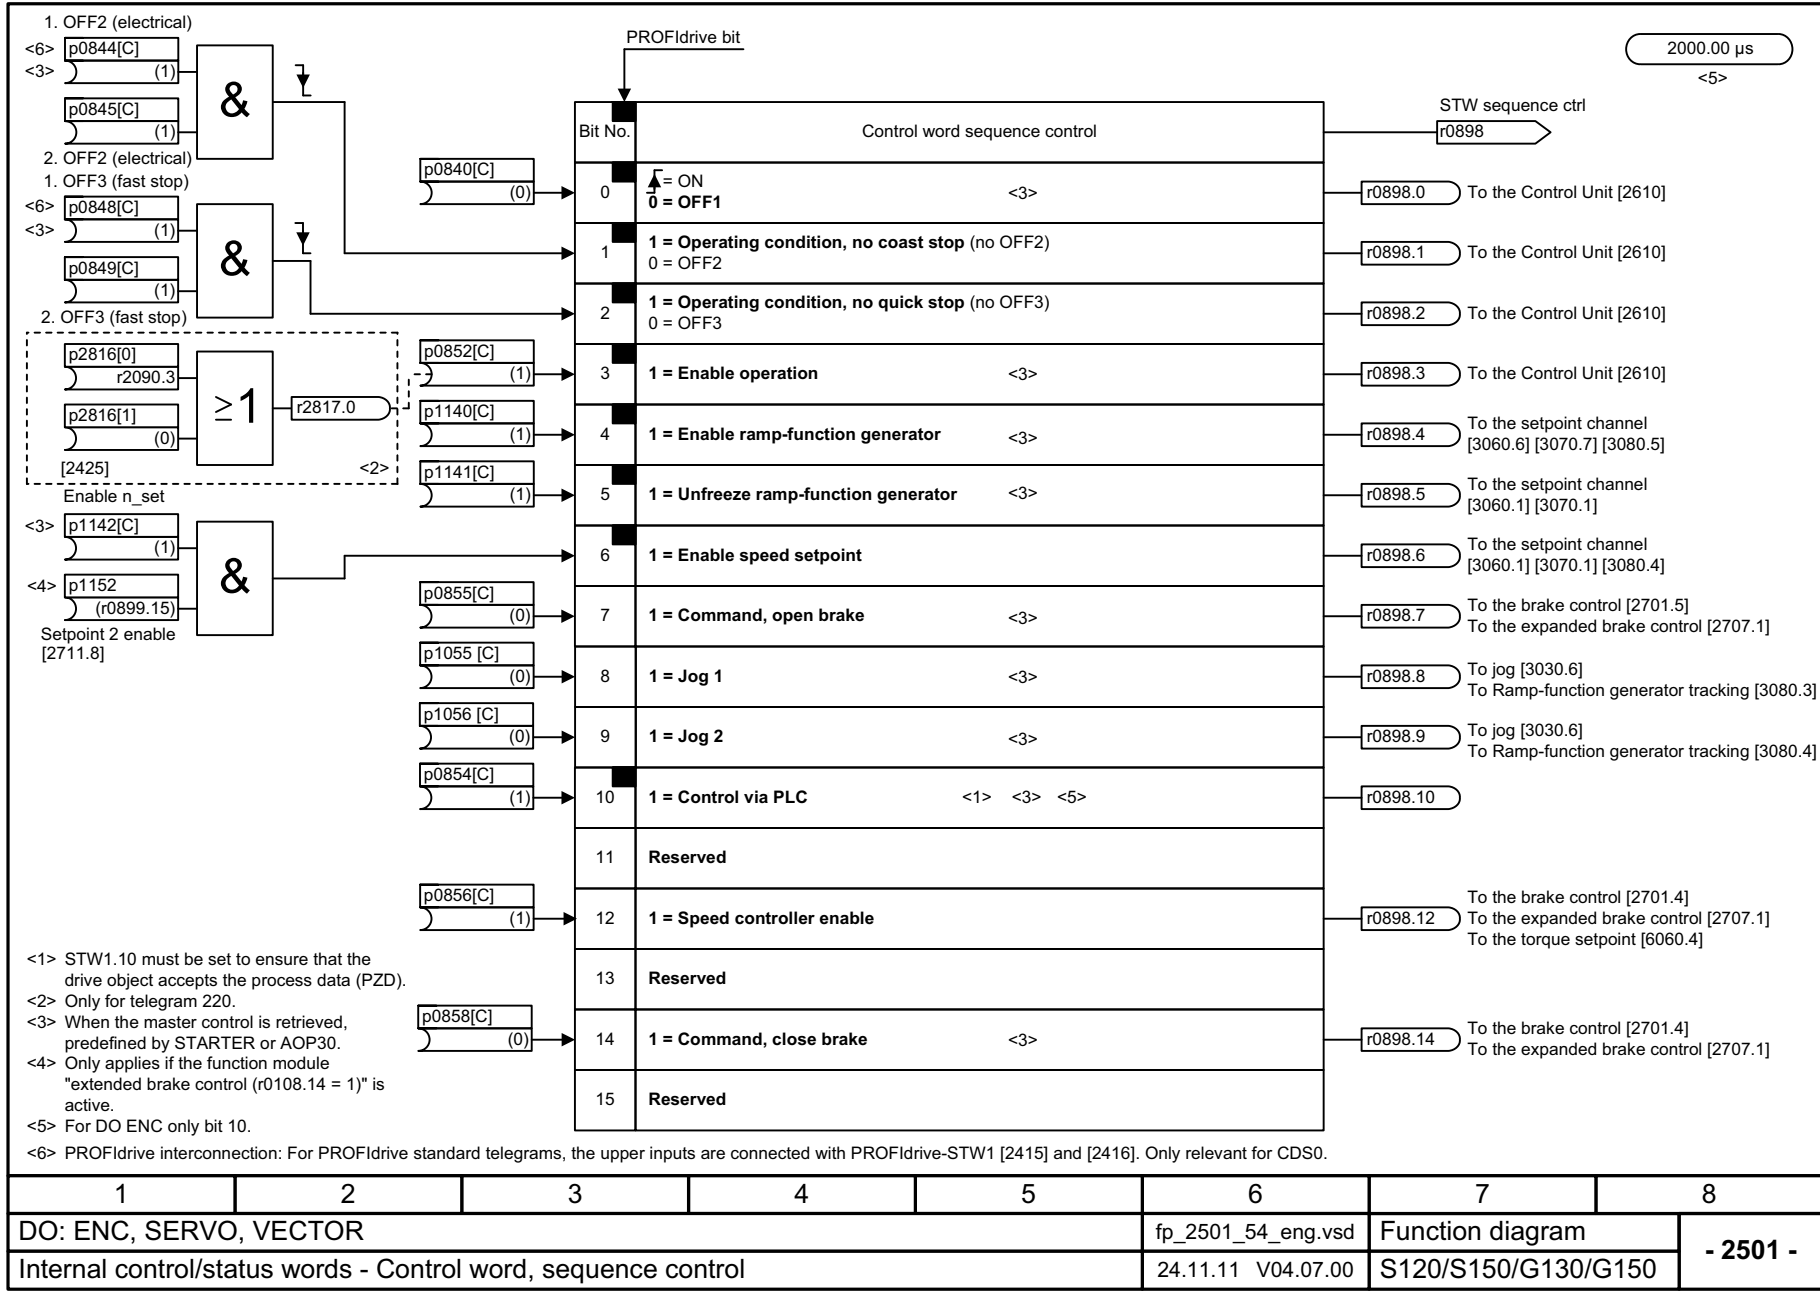 1. OFF2 (electrical)
<6> p0844[C]
<3> (1)
p0845[C]
(1)
2. OFF2 (electrical)
&
1. OFF3 (fast stop)
<6> p0848[C]
<3> (1)
p0849[C]
(1)
2. OFF3 (fast stop)
&
p2816[0]
r2090.3
p2816[1]
(0)
≥1
r2817.0
[2425] <2>
Enable n_set
<3> p1142[C]
(1)
<4> p1152
(r0899.15)
Setpoint 2 enable
[2711.8]
&
PROFIdrive bit
2000.00 µs
<5>
Bit No. Control word sequence control
STW sequence ctrl
r0898
p0840[C]
(0)
0 = ON <3>
0 = OFF1
r0898.0 To the Control Unit [2610]
1 1 = Operating condition, no coast stop (no OFF2)
0 = OFF2
r0898.1 To the Control Unit [2610]
2 1 = Operating condition, no quick stop (no OFF3)
0 = OFF3
r0898.2 To the Control Unit [2610]
p0852[C]
(1)
3 1 = Enable operation <3>
r0898.3 To the Control Unit [2610]
p1140[C]
(1)
4 1 = Enable ramp-function generator <3>
r0898.4 To the setpoint channel
[3060.6] [3070.7] [3080.5]
p1141[C]
(1)
5 1 = Unfreeze ramp-function generator <3>
r0898.5 To the setpoint channel
[3060.1] [3070.1]
6 1 = Enable speed setpoint
r0898.6 To the setpoint channel
[3060.1] [3070.1] [3080.4]
p0855[C]
(0)
7 1 = Command, open brake <3>
r0898.7 To the brake control [2701.5]
To the expanded brake control [2707.1]
p1055 [C]
(0)
8 1 = Jog 1 <3>
r0898.8 To jog [3030.6]
To Ramp-function generator tracking [3080.3]
p1056 [C]
(0)
9 1 = Jog 2 <3>
r0898.9 To jog [3030.6]
To Ramp-function generator tracking [3080.4]
p0854[C]
(1)
10 1 = Control via PLC <1> <3> <5>
r0898.10
11 Reserved
p0856[C]
(1)
12 1 = Speed controller enable
r0898.12 To the brake control [2701.4]
To the expanded brake control [2707.1]
To the torque setpoint [6060.4]
13 Reserved
p0858[C]
(0)
14 1 = Command, close brake <3>
r0898.14 To the brake control [2701.4]
To the expanded brake control [2707.1]
15 Reserved
<1> STW1.10 must be set to ensure that the
drive object accepts the process data (PZD).
<2> Only for telegram 220.
<3> When the master control is retrieved,
predefined by STARTER or AOP30.
<4> Only applies if the function module
"extended brake control (r0108.14 = 1)" is
active.
<5> For DO ENC only bit 10.
<6> PROFIdrive interconnection: For PROFIdrive standard telegrams, the upper inputs are connected with PROFIdrive-STW1 [2415] and [2416]. Only relevant for CDS0.
1 2 3 4 5 6 7 8
DO: ENC, SERVO, VECTOR fp_2501_54_eng.vsd Function diagram
- 2501 -
Internal control/status words - Control word, sequence control 24.11.11 V04.07.00 S120/S150/G130/G150